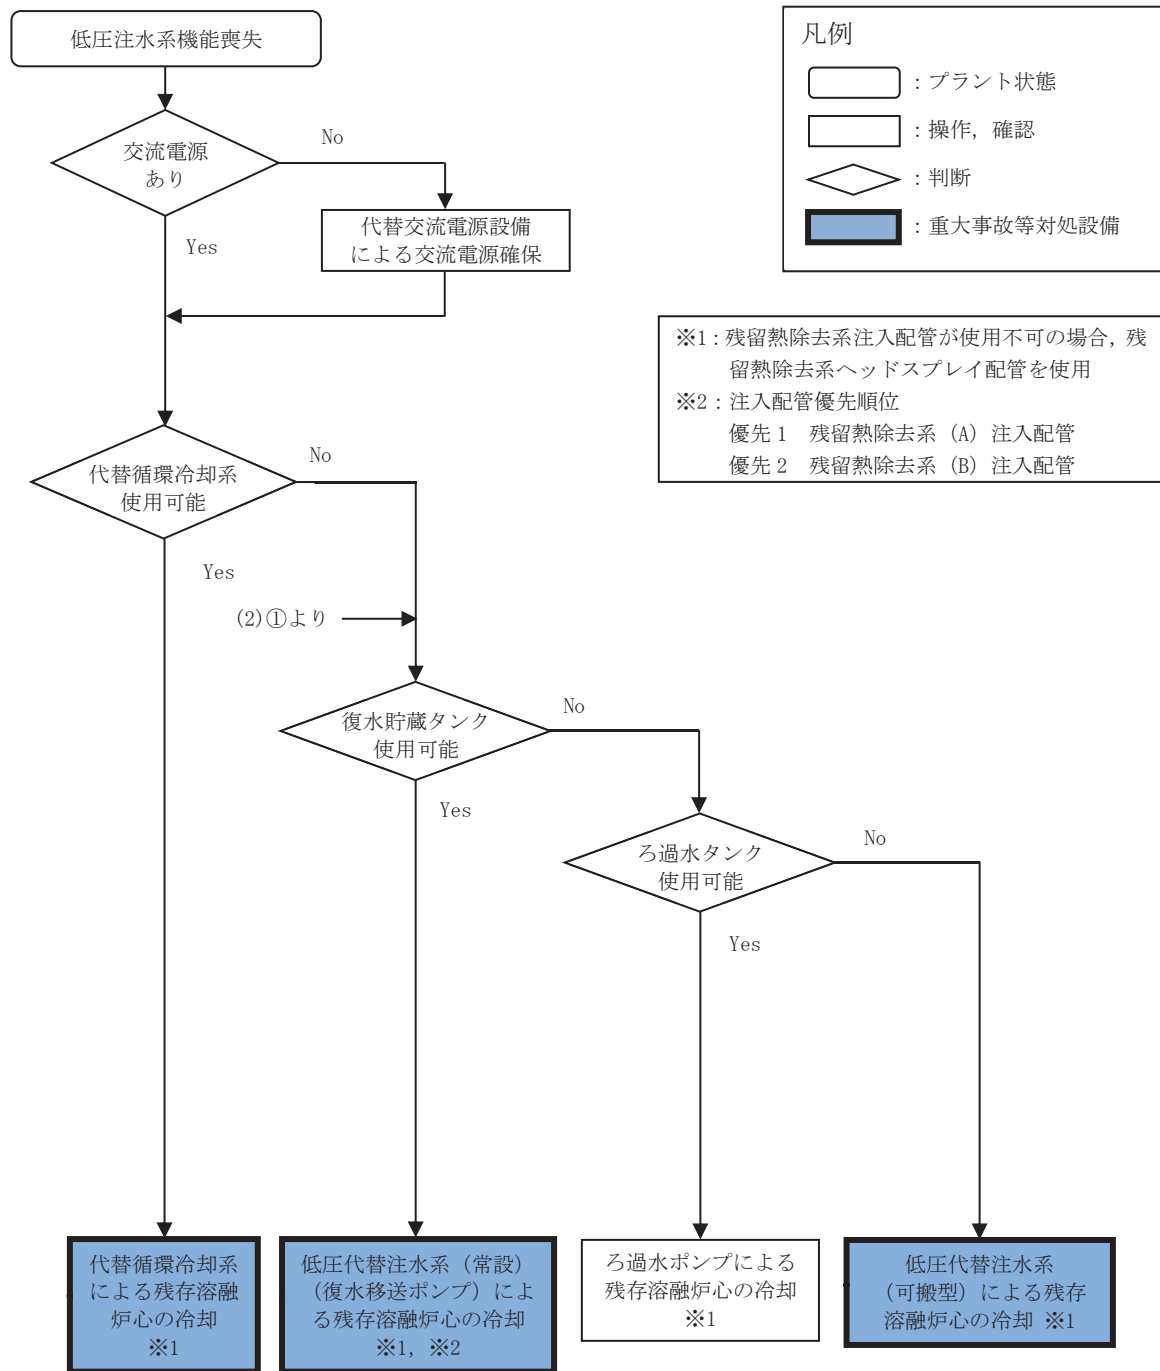 低圧注水系機能喪失
交流電源
あり
No
Yes
代替交流電源設備
による交流電源確保
凡例
：プラント状態
：操作，確認
：判断
：重大事故等対処設備
※1：残留熱除去系注入配管が使用不可の場合，残
留熱除去系ヘッドスプレイ配管を使用
※2：注入配管優先順位
優先1　残留熱除去系（A）注入配管
優先2　残留熱除去系（B）注入配管
代替循環冷却系
使用可能
No
Yes
(2)①より
復水貯蔵タンク
使用可能
No
Yes
ろ過水タンク
使用可能
No
Yes
代替循環冷却系
による残存溶融
炉心の冷却
※1
低圧代替注水系（常設）
（復水移送ポンプ）によ
る残存溶融炉心の冷却
※1，※2
ろ過水ポンプによる
残存溶融炉心の冷却
※1
低圧代替注水系
（可搬型）による残存
溶融炉心の冷却 ※1